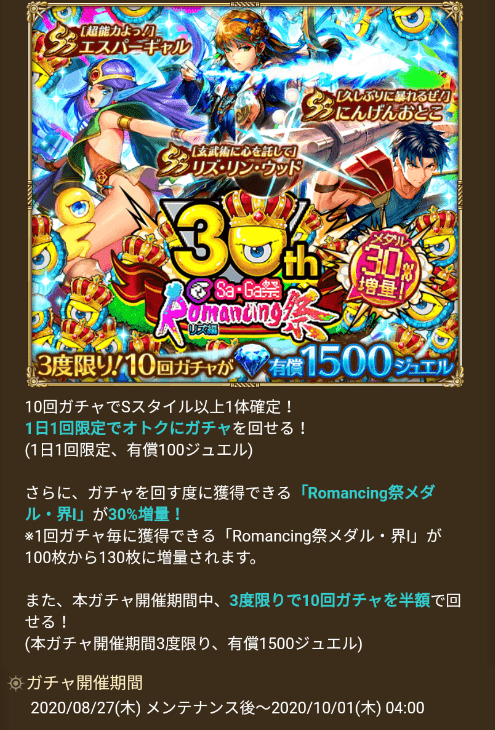 SS [超能力よっ!]
エスパーギャル
SS [久しぶりに暴れるぜ!]
にんげんおとこ
SS [玄武術に心を託して]
リズ・リン・ウッド
30th
Sa・Ga祭
Romancing祭
リズ編
メダル
30%
増量!
3度限り!10回ガチャが有償1500ジュエル
10回ガチャでSスタイル以上1体確定！
1日1回限定でオトクにガチャを回せる！
(1日1回限定、有償100ジュエル)
さらに、ガチャを回す度に獲得できる「Romancing祭メダ
ル・界I」が30%増量！
※1回ガチャ毎に獲得できる「Romancing祭メダル・界I」が
100枚から130枚に増量されます。
また、本ガチャ開催期間中、3度限りで10回ガチャを半額で回
せる！
(本ガチャ開催期間3度限り、有償1500ジュエル)
ガチャ開催期間
2020/08/27(木) メンテナンス後～2020/10/01(木) 04:00